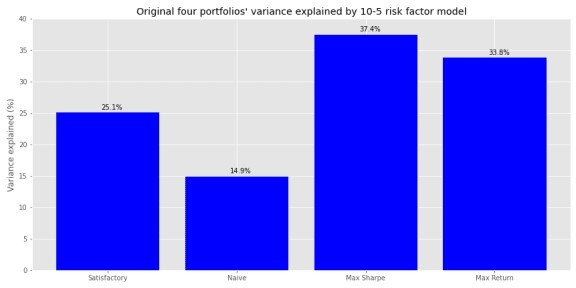 Original four portfolios' variance explained by 10-5 risk factor model
Variance explained (%)
40
35
30
25
20
15
10
5
0
25.1%
14.9%
37.4%
33.8%
Satisfactory
Naive
Max Sharpe
Max Return